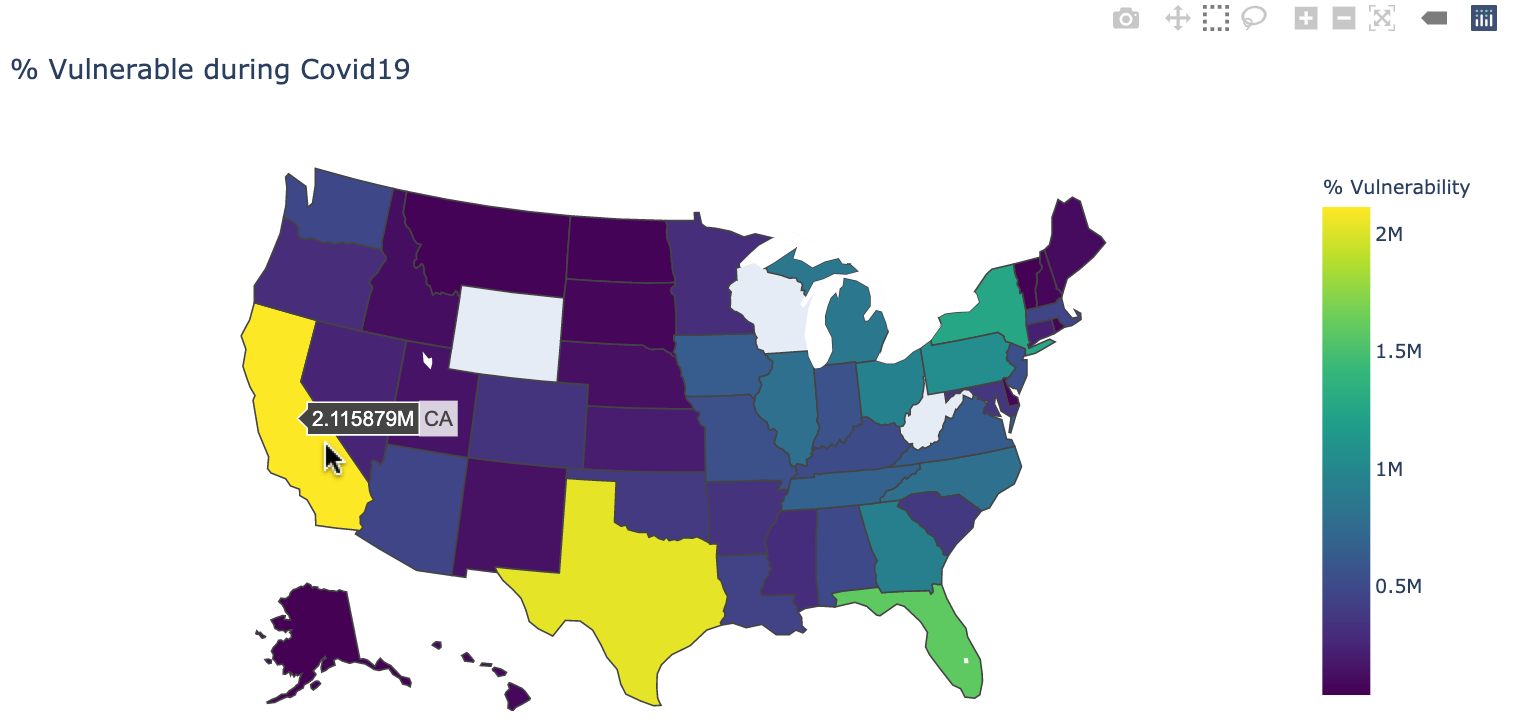 % Vulnerable during Covid19
% Vulnerability
2M
1.5M
1M
0.5M
2.115879M CA